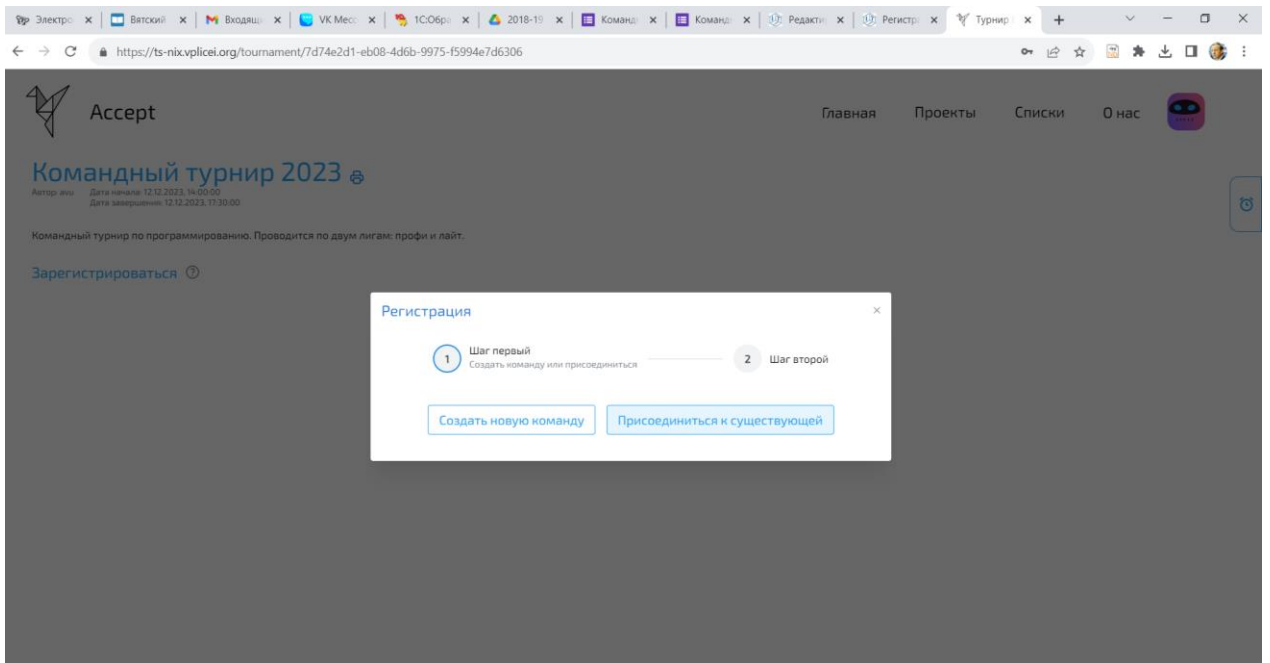 Электро
Вятский
Входящи
VK Месс
1С:Обра
2018-19
Команд
Команд
Редакти
Регистр
Турнир
https://ts-nix.vplicei.org/tournament/7d74e2d1-eb08-4d6b-9975-f5994e7d6306
Accept
Главная
Проекты
Списки
О нас
Командный турнир 2023
Автор avu
Дата начала: 12.12.2023, 14:00:00
Дата завершения: 12.12.2023, 17:30:00
Командный турнир по программированию. Проводится по двум лигам: профи и лайт.
Зарегистрироваться
Регистрация
1
Шаг первый
Создать команду или присоединиться
2
Шаг второй
Создать новую команду
Присоединиться к существующей